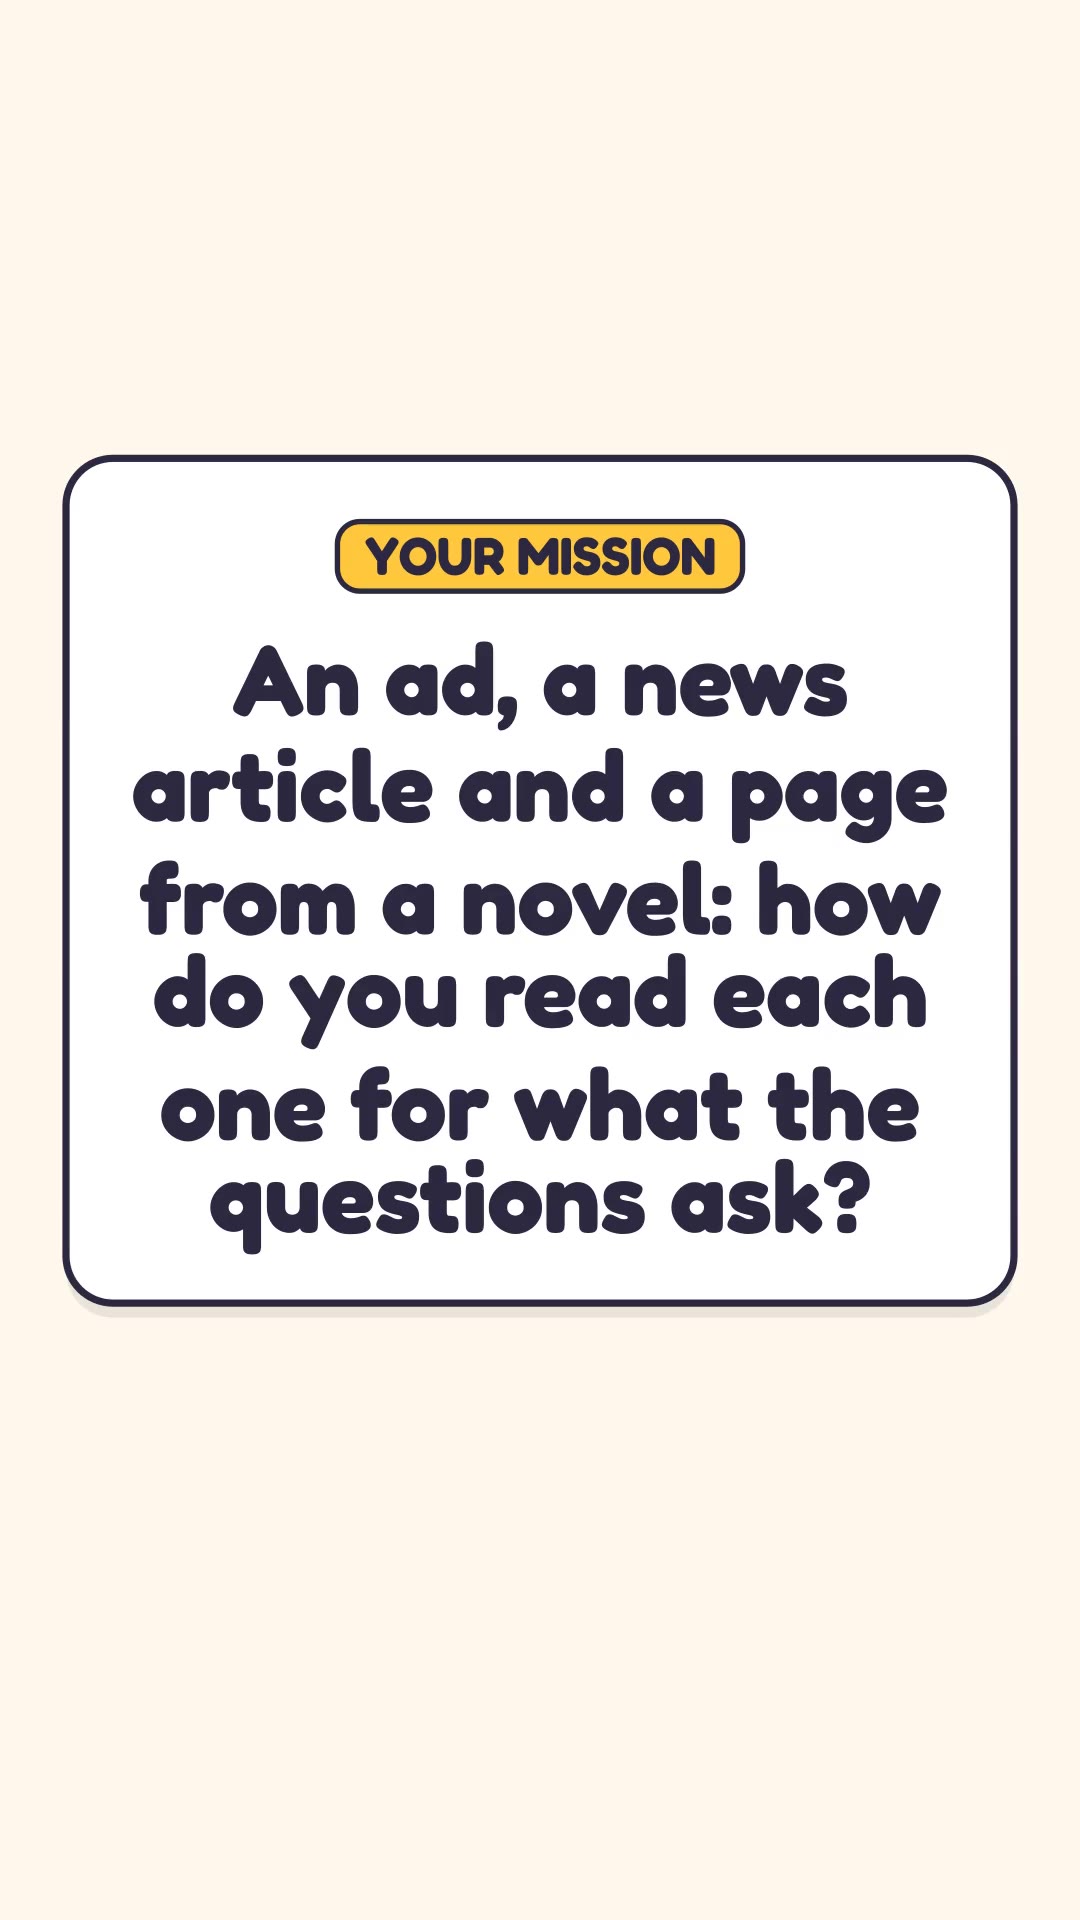 YOUR MISSION
An ad, a news
article and a page
from a novel: how
do you read each
one for what the
questions ask?